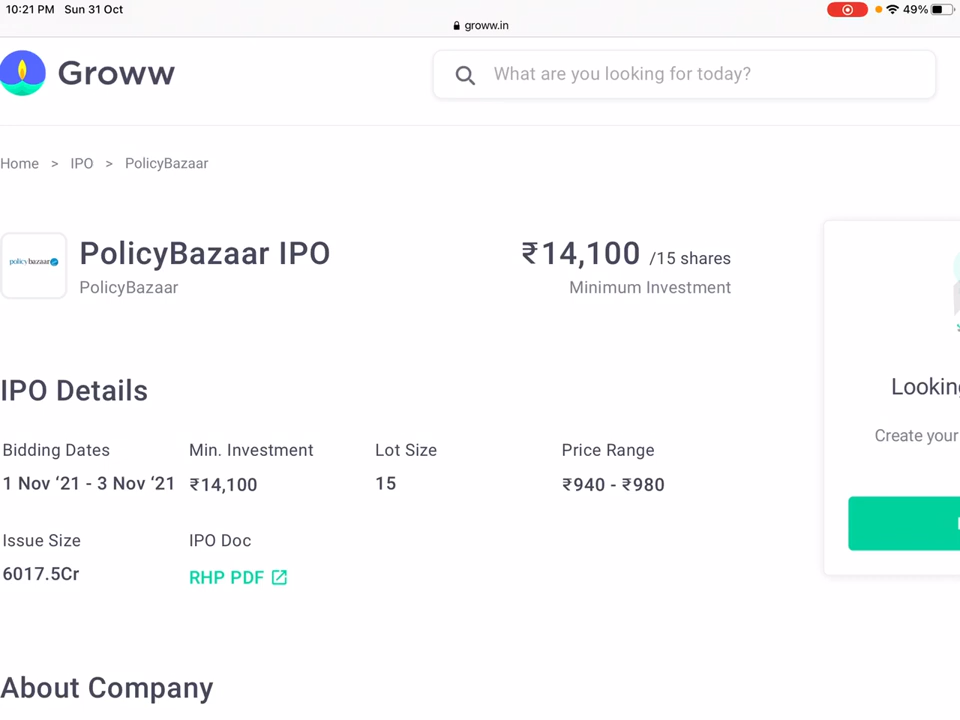 10:21 PM Sun 31 Oct
49%
groww.in
Groww
What are you looking for today?
Home > IPO > PolicyBazaar
policybazaar
PolicyBazaar IPO
PolicyBazaar
₹14,100 /15 shares
Minimum Investment
IPO Details
Bidding Dates
1 Nov ‘21 - 3 Nov ‘21
Min. Investment
₹14,100
Lot Size
15
Price Range
₹940 - ₹980
Issue Size
6017.5Cr
IPO Doc
RHP PDF
Lookin
Create your
About Company